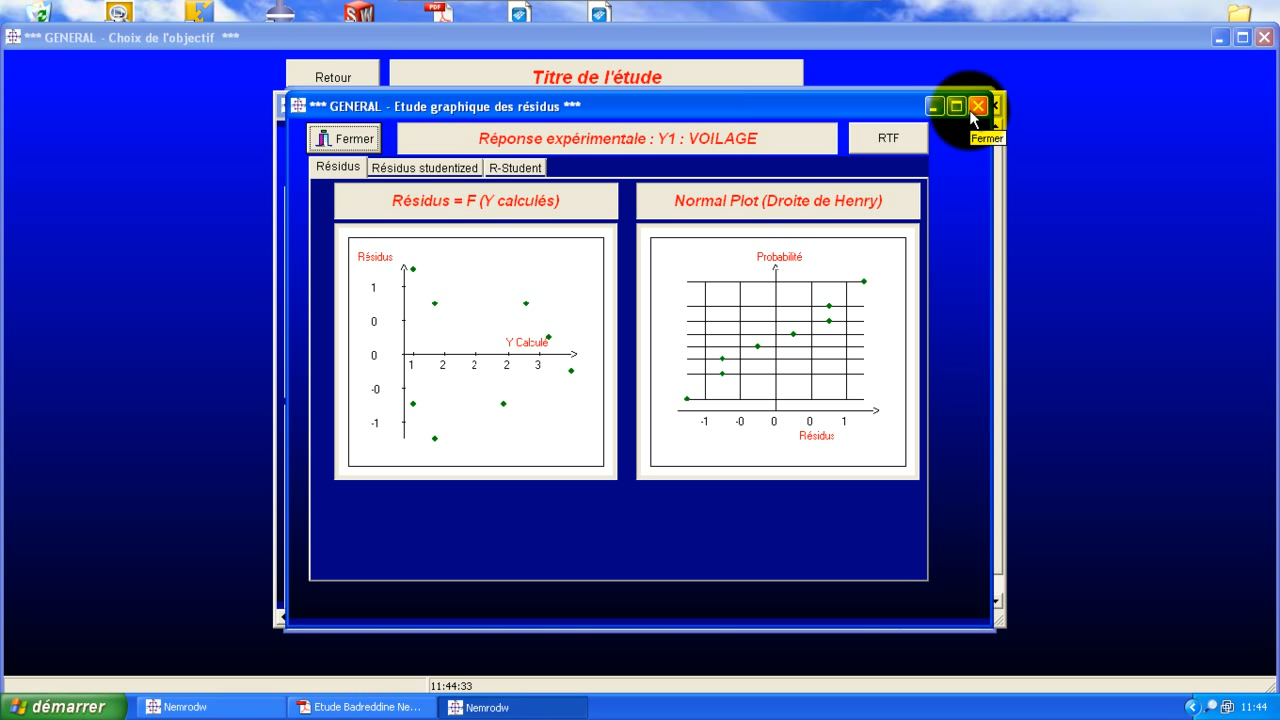 PDF
*** GENERAL - Choix de l'objectif ***
Retour
Titre de l'étude
*** GENERAL - Etude graphique des résidus ***
Fermer
Réponse expérimentale : Y1 : VOILAGE
RTF
Fermer
Résidus
Résidus studentized
R-Student
Résidus = F (Y calculés)
Normal Plot (Droite de Henry)
Résidus
1
0
0
-0
-1
Y Calculé
1 2 2 2 3
Probabilité
-1 -0 0 0 1
Résidus
11:44:33
démarrer
Nemrodw
Etude Badreddine Ne...
Nemrodw
11:44